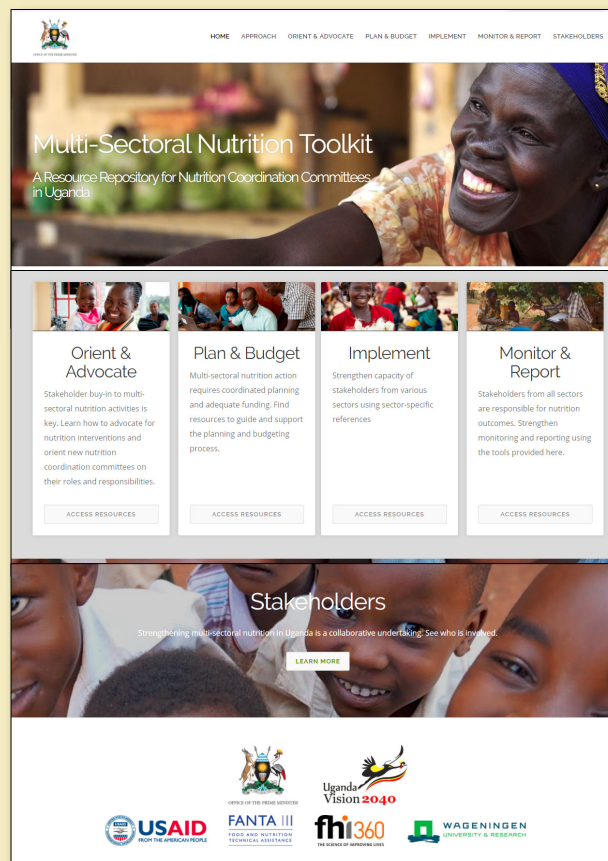 OFFICE OF THE PRIME MINISTER
HOME APPROACH ORIENT & ADVOCATE PLAN & BUDGET IMPLEMENT MONITOR & REPORT STAKEHOLDERS
Multi-Sectoral Nutrition Toolkit
A Resource Repository for Nutrition Coordination Committees
in Uganda
Orient &
Advocate
Stakeholder buy-in to multi-
sectoral nutrition activities is
key. Learn how to advocate for
nutrition interventions and
orient new nutrition
coordination committees on
their roles and responsibilities.
ACCESS RESOURCES
Plan & Budget
Multi-sectoral nutrition action
requires coordinated planning
and adequate funding. Find
resources to guide and support
the planning and budgeting
process.
ACCESS RESOURCES
Implement
Strengthen capacity of
stakeholders from various
sectors using sector-specific
references
ACCESS RESOURCES
Monitor &
Report
Stakeholders from all sectors
are responsible for nutrition
outcomes. Strengthen
monitoring and reporting using
the tools provided here.
ACCESS RESOURCES
Stakeholders
Strengthening multi-sectoral nutrition in Uganda is a collaborative undertaking. See who is involved.
LEARN MORE
OFFICE OF THE PRIME MINISTER
Uganda
Vision 2040
USAID
FROM THE AMERICAN PEOPLE
FANTA III
FOOD AND NUTRITION
TECHNICAL ASSISTANCE
fhi360
THE SCIENCE OF IMPROVING LIVES
WAGENINGEN
UNIVERSITY & RESEARCH